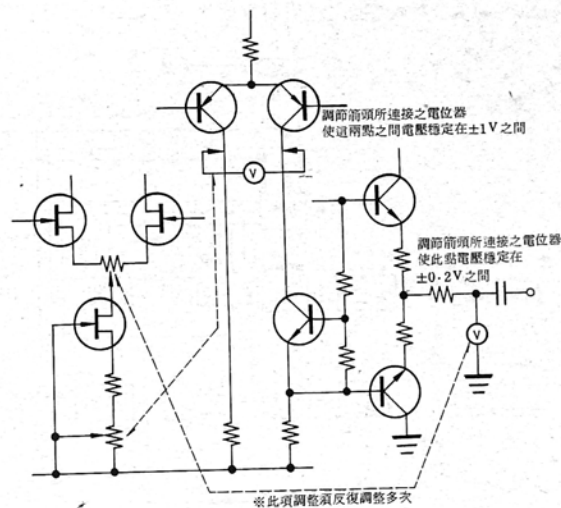 調節箭頭所連接之電位器
使這兩點之間電壓穩定在±1V之間
V
調節箭頭所連接之電位器
使此點電壓穩定在
±0.2V之間
V
※此項調整須反復調整多次